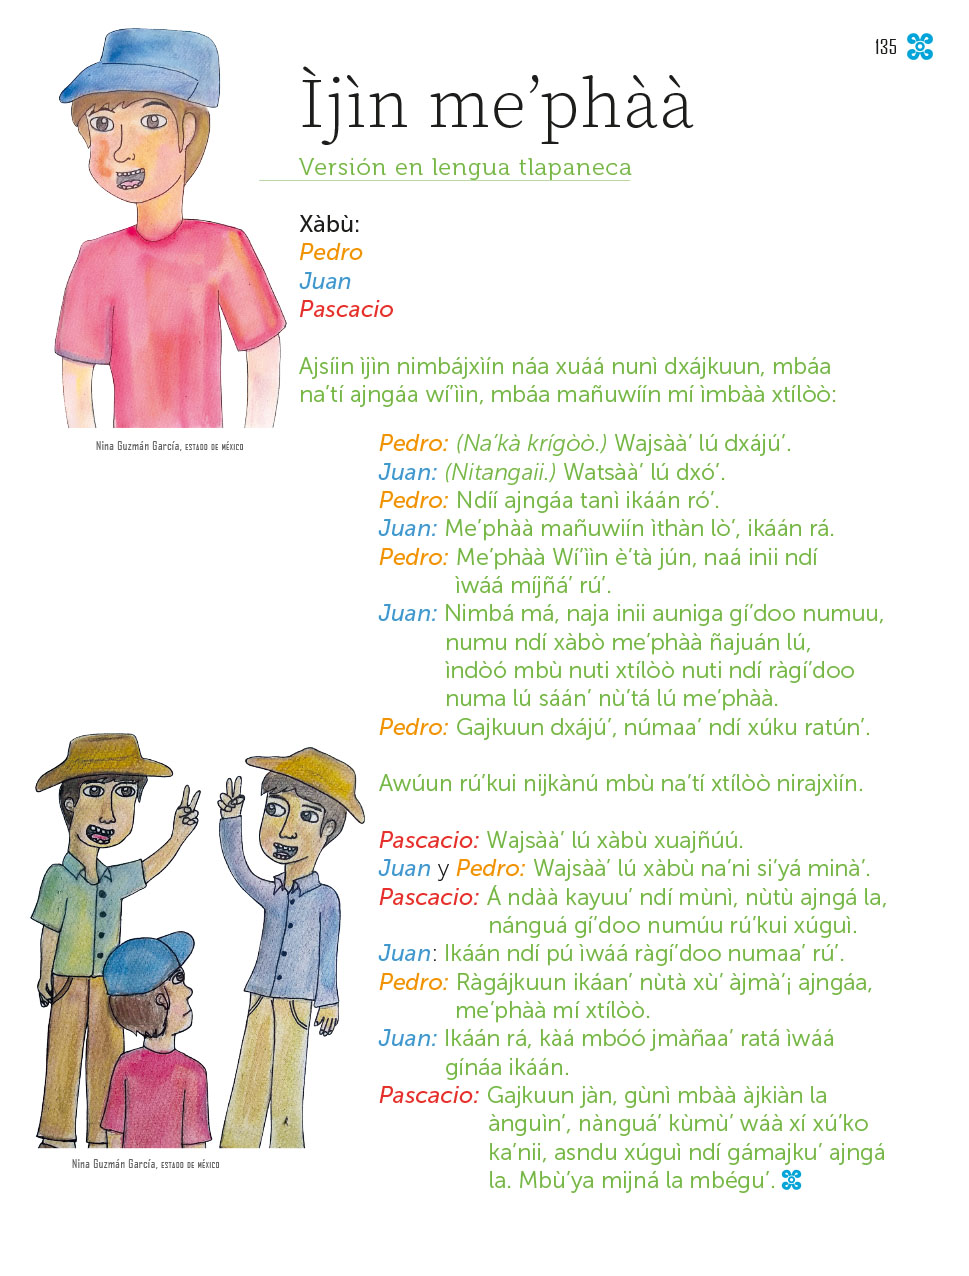 135
Ìjìn me’phàà
Versión en lengua tlapaneca
Xàbù:
Pedro
Juan
Pascacio
Ajsíin ìjìn nimbájxìín náa xuáá nunì dxájkuun, mbáa
na’tí ajngáa wí’ììn, mbáa mañuwíín mí ìmbàà xtílòò:
Nina Guzmán García, ESTADO DE MÉXICO
Pedro: (Na’kà krígòò.) Wajsàà’ lú dxájú’.
Juan: (Nitangaii.) Watsàà’ lú dxó’.
Pedro: Ndíí ajngáa tanì ikáán ró’.
Juan: Me’phàà mañuwiín ìthàn lò’, ikáán rá.
Pedro: Me’phàà Wí’ììn è’tà jún, naá inii ndí
ìwáá míjñá’ rú’.
Juan: Nimbá má, naja inii auniga gí’doo numuu,
numu ndí xàbò me’phàà ñajuán lú,
ìndòó mbù nuti xtílòò nuti ndí ràgí’doo
numa lú sáán’ nù’tá lú me’phàà.
Pedro: Gajkuun dxájú’, númaa’ ndí xúku ratún’.
Awúun rú’kui nijkànú mbù na’tí xtílòò nirajxìín.
Pascacio: Wajsàà’ lú xàbù xuajñúú.
Juan y Pedro: Wajsàà’ lú xàbù na’ni si’yá minà’.
Pascacio: Á ndàà kayuu’ ndí mùnì, nùtù ajngá la,
nánguá gí’doo numúu rú’kui xúguì.
Juan: Ikáán ndí pú ìwáá ràgí’doo numaa’ rú’.
Pedro: Ràgájkuun ikáan’ nùtà xù’ àjmà’¡ ajngáa,
me’phàà mí xtílòò.
Juan: Ikáán rá, kàá mbóó jmàñaa’ ratá ìwáá
gínáa ikáán.
Pascacio: Gajkuun jàn, gùnì mbàà àjkiàn la
ànguìn’, nànguá’ kùmù’ wáà xí xú’ko
ka’nii, asndu xúguì ndí gámajku’ ajngá
la. Mbù’ya mijná la mbégu’.
Nina Guzmán García, ESTADO DE MÉXICO